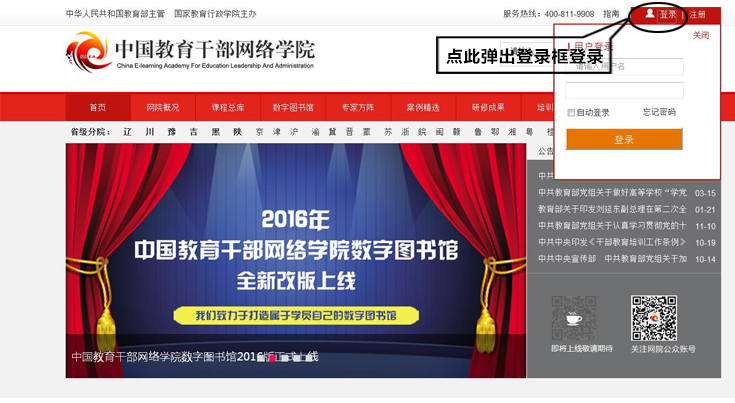 中华人民共和国教育部主管 国家教育行政学院主办
服务热线：400-811-9908 指南
登录 | 注册
中国教育干部网络学院
China E-learning Academy For Education Leadership And Administration
点此弹出登录框登录
关闭
用户登录
请输入用户名
自动登录 忘记密码
登录
首页 网院概况 课程总库 数字图书馆 专家方阵 案例精选 研修成果 培训
省级分院： 辽 川 豫 吉 黑 陕 京 津 沪 渝 冀 晋 蒙 苏 浙 皖 闽 赣 鲁 鄂 湘 粤 桂
2016年
中国教育干部网络学院数字图书馆
全新改版上线
我们致力于打造属于学员自己的数字图书馆
中国教育干部网络学院数字图书馆2016版正式上线
公告
中共
中共教育部党组关于做好高等学校“学党 03-15
教育部关于印发刘延东副总理在第二次全 01-21
中共教育部党组关于认真学习贯彻党的十 11-10
中共中央印发《干部教育培训工作条例》 10-19
中共中央宣传部 中共教育部党组关于加 10-14
即将上线敬请期待
关注网院公众账号